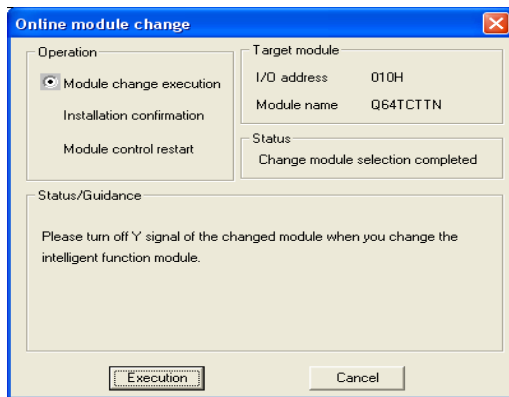 Online module change
Operation
Module change execution
Installation confirmation
Module control restart
Target module
I/O address 010H
Module name Q64TCTTN
Status
Change module selection completed
Status/Guidance
Please turn off Y signal of the changed module when you change the
intelligent function module.
Execution
Cancel